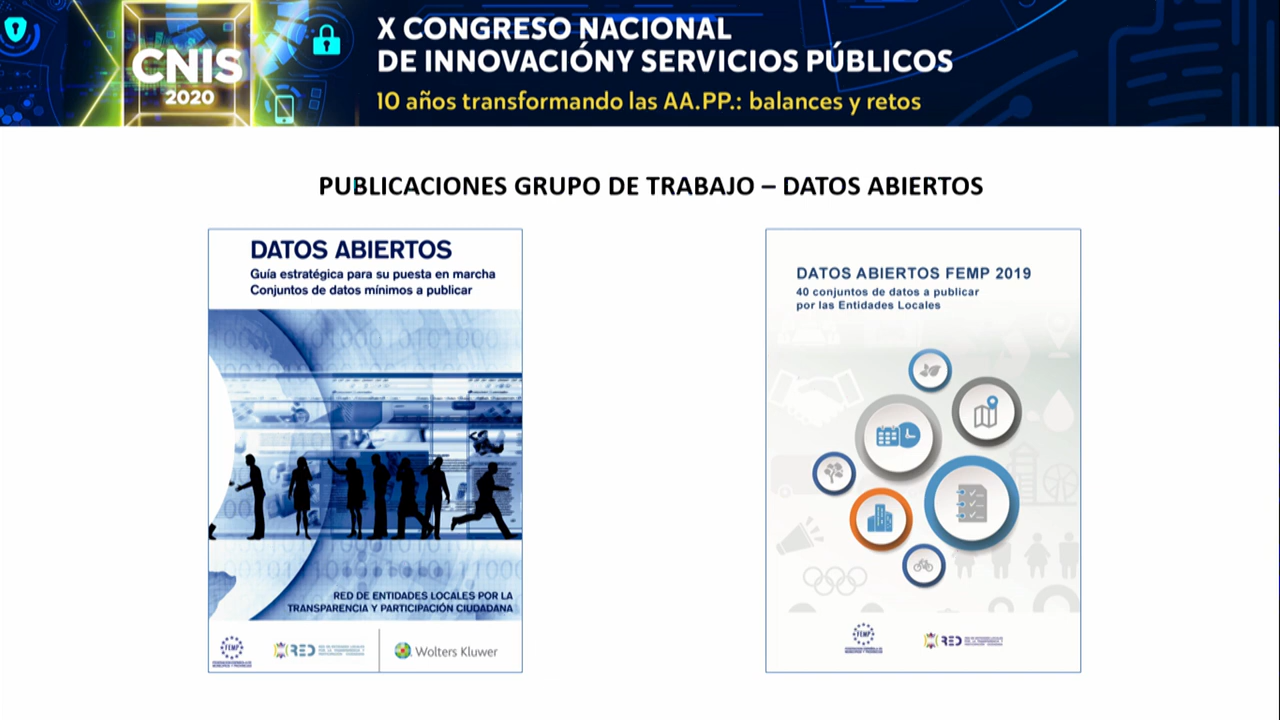 CNIS
2020
X CONGRESO NACIONAL
DE INNOVACIÓNY SERVICIOS PÚBLICOS
10 años transformando las AA.PP.: balances y retos
PUBLICACIONES GRUPO DE TRABAJO – DATOS ABIERTOS
DATOS ABIERTOS
Guía estratégica para su puesta en marcha
Conjuntos de datos mínimos a publicar
RED DE ENTIDADES LOCALES POR LA
TRANSPARENCIA Y PARTICIPACIÓN CIUDADANA
FEMP
RED
Wolters Kluwer
DATOS ABIERTOS FEMP 2019
40 conjuntos de datos a publicar
por las Entidades Locales
FEMP
RED